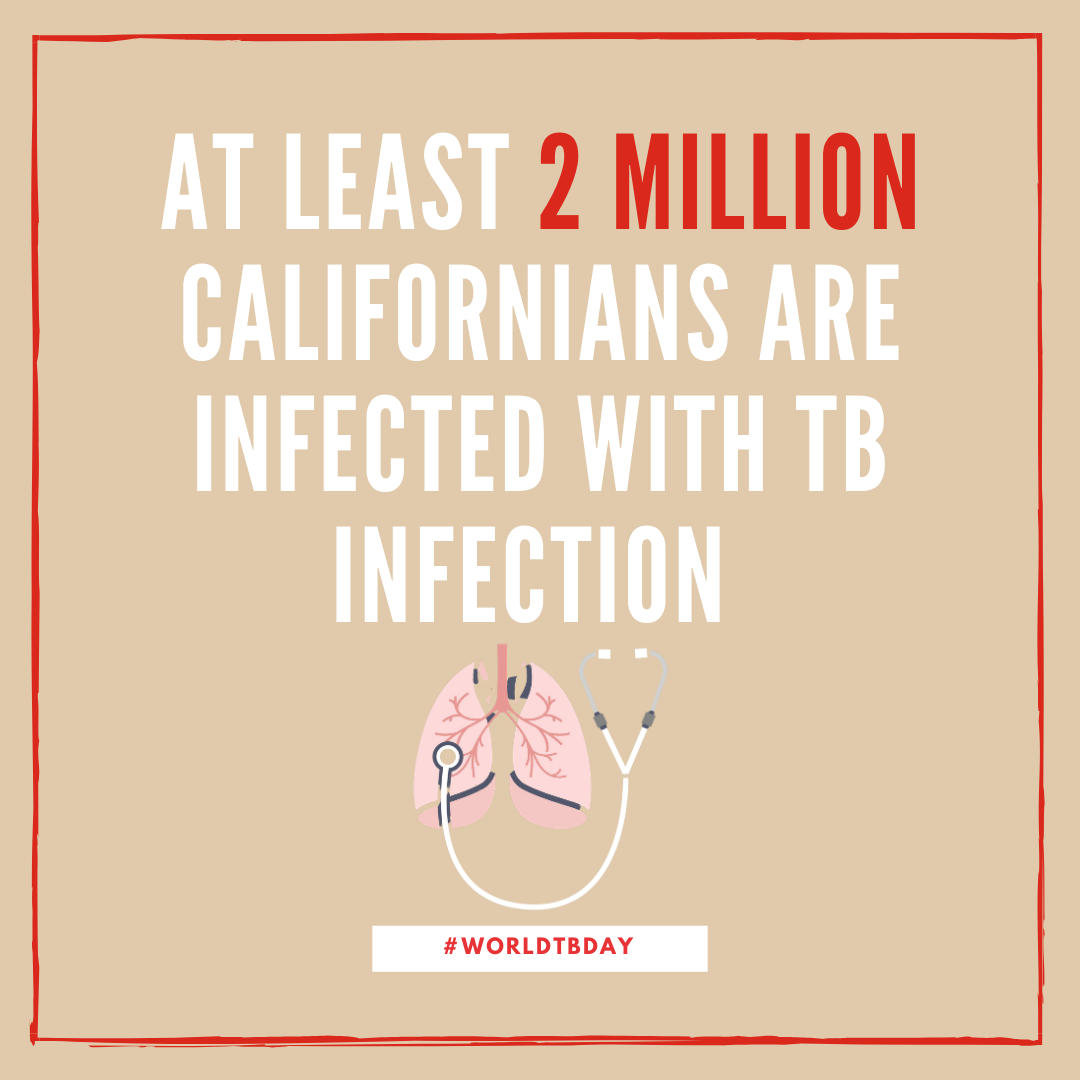 AT LEAST 2 MILLION
CALIFORNIANS ARE
INFECTED WITH TB
INFECTION
#WORLDTBDAY